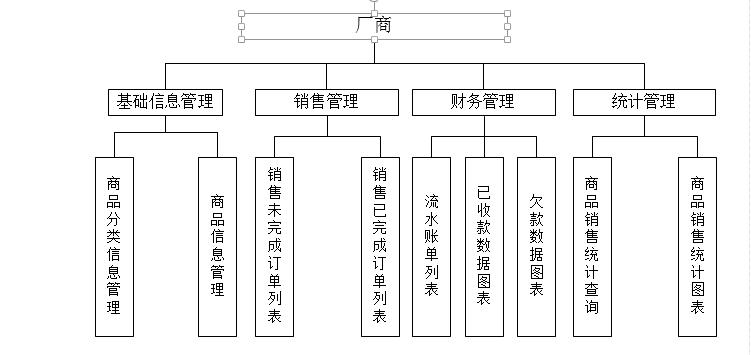 厂商
基础信息管理
销售管理
财务管理
统计管理
商品分类信息管理
商品信息管理
销售未完成订单列表
销售已完成订单列表
流水账单列表
已收款数据图表
欠款数据图表
商品销售统计查询
商品销售统计图表